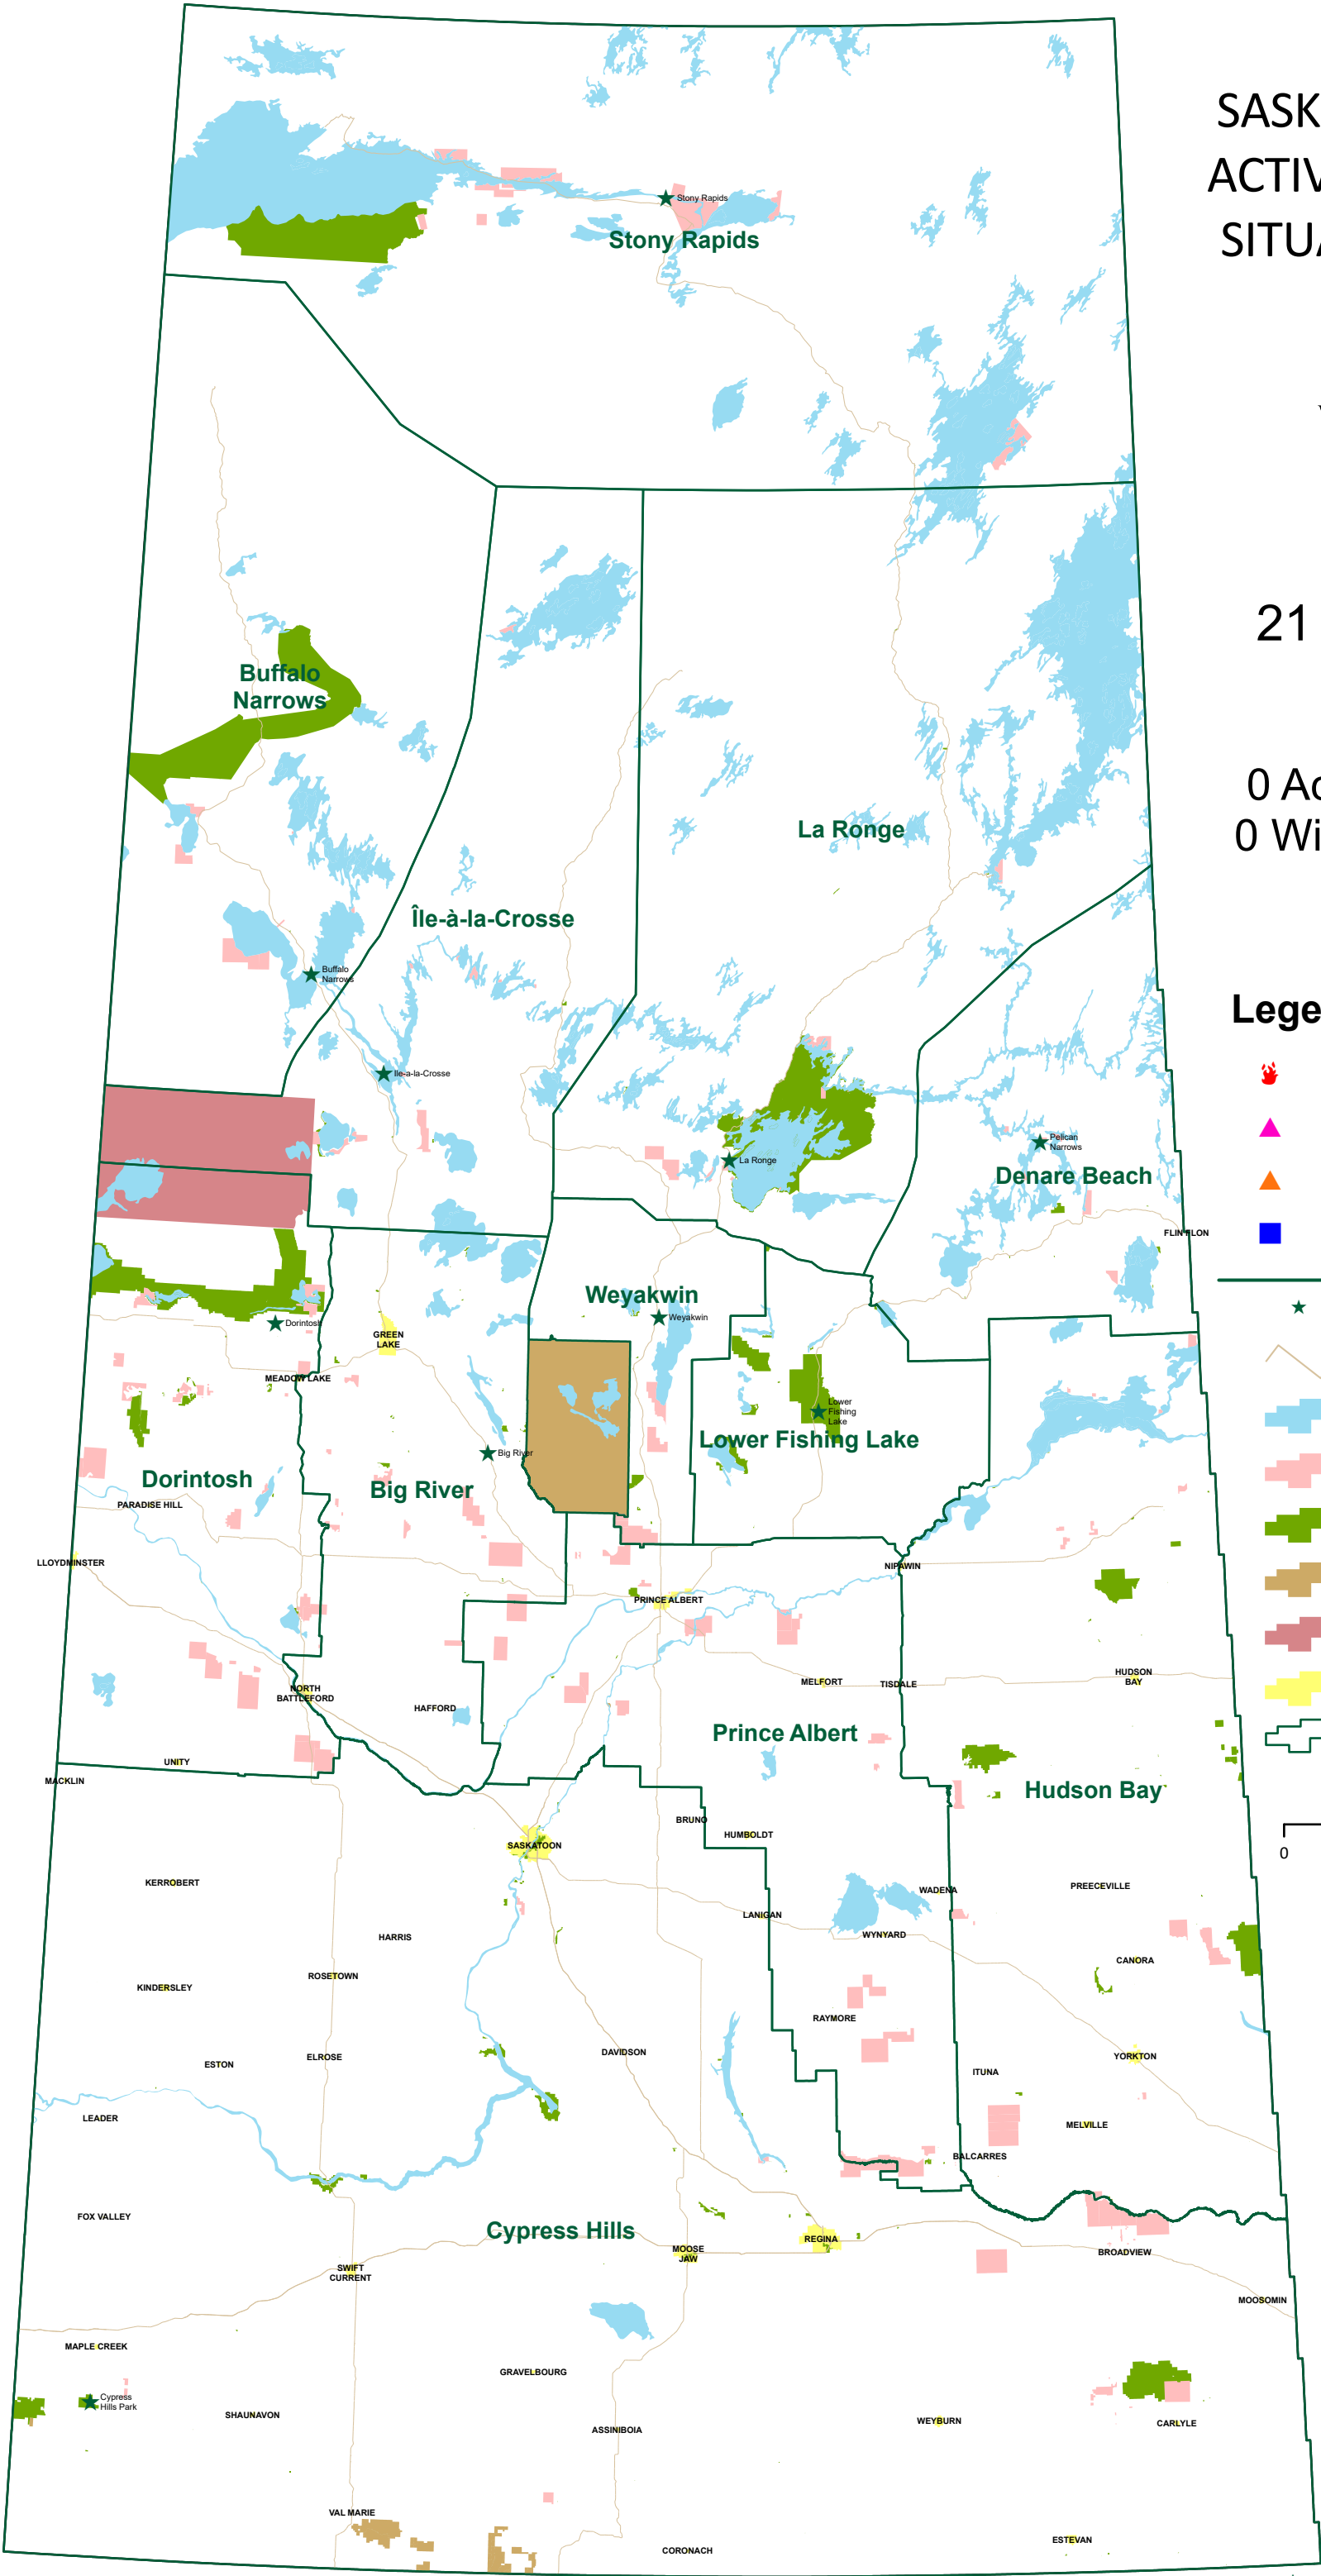 SASK
ACTIV
SITUA
Stony Rapids
Stony Rapids
21
Buffalo
Narrows
0 Ac
0 Wi
La Ronge
Île-à-la-Crosse
Buffalo
Narrows
Lege
Ile-a-la-Crosse
Pelican
Narrows
La Ronge
Denare Beach
FLIN FLON
Weyakwin
Weyakwin
Dorintosh
GREEN
LAKE
MEADOW LAKE
Lower
Fishing
Lake
Lower Fishing Lake
Big River
Dorintosh
Big River
PARADISE HILL
LLOYDMINSTER
NIPAWIN
PRINCE ALBERT
HUDSON
BAY
MELFORT
TISDALE
NORTH
BATTLEFORD
HAFFORD
Prince Albert
UNITY
MACKLIN
Hudson Bay
BRUNO
HUMBOLDT
SASKATOON
0
KERROBERT
PREECEVILLE
WADENA
LANIGAN
WYNYARD
HARRIS
CANORA
ROSETOWN
KINDERSLEY
RAYMORE
DAVIDSON
YORKTON
ELROSE
ESTON
ITUNA
LEADER
MELVILLE
BALCARRES
FOX VALLEY
Cypress Hills
REGINA
MOOSE
JAW
BROADVIEW
SWIFT
CURRENT
MOOSOMIN
MAPLE CREEK
GRAVELBOURG
Cypress
Hills Park
SHAUNAVON
WEYBURN
CARLYLE
ASSINIBOIA
VAL MARIE
ESTEVAN
CORONACH